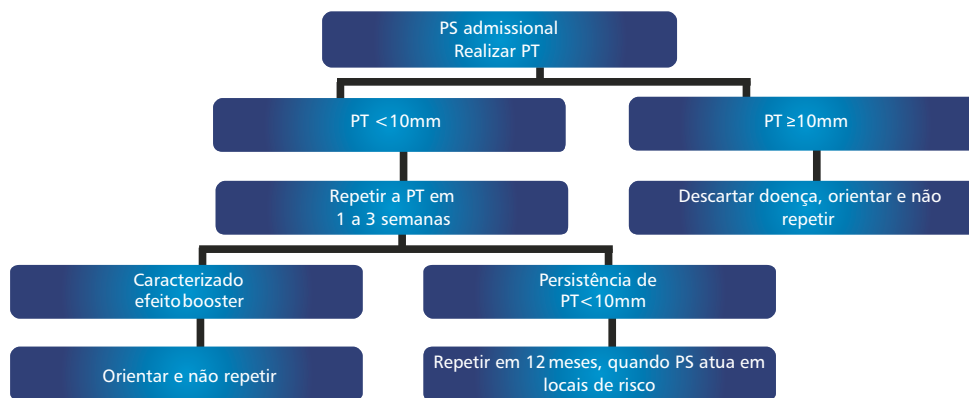 PS admissional
Realizar PT
PT <10mm
PT ≥10mm
Repetir a PT em
1 a 3 semanas
Descartar doença, orientar e não
repetir
Caracterizado
efeito booster
Persistência de
PT<10mm
Orientar e não repetir
Repetir em 12 meses, quando PS atua em
locais de risco